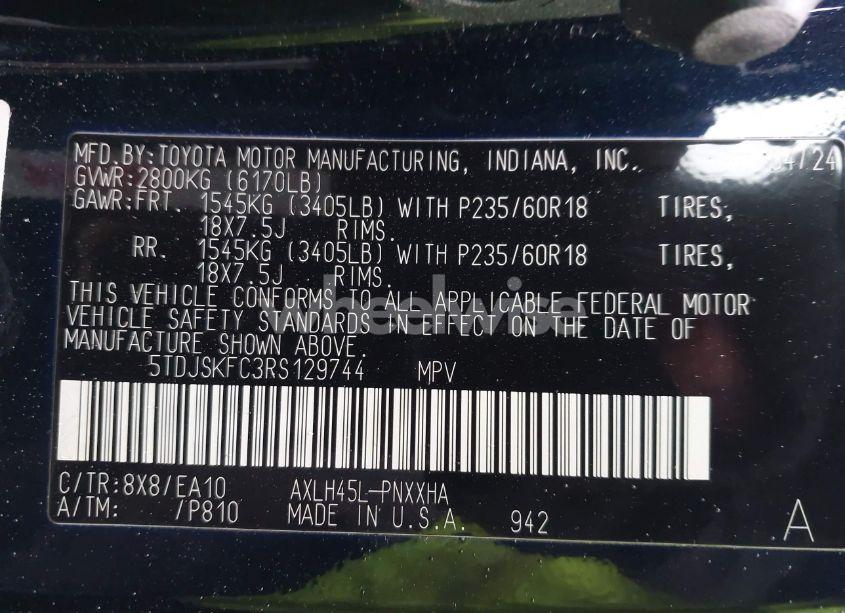 MFD.BY:TOYOTA MOTOR MANUFACTURING, INDIANA, INC. 04/24
GVWR:2800KG (6170LB)
GAWR:FRT. 1545KG (3405LB) WITH P235/60R18 TIRES,
18X7.5J RIMS.
RR. 1545KG (3405LB) WITH P235/60R18 TIRES,
18X7.5J RIMS.
THIS VEHICLE CONFORMS TO ALL APPLICABLE FEDERAL MOTOR
VEHICLE SAFETY STANDARDS IN EFFECT ON THE DATE OF
MANUFACTURE SHOWN ABOVE.
wheelwise
5TDJSKFC3RS129744 MPV
C/TR:8X8/EA10 AXLH45L-PNXXHA
A/TM: /P810 MADE IN U.S.A. 942
A